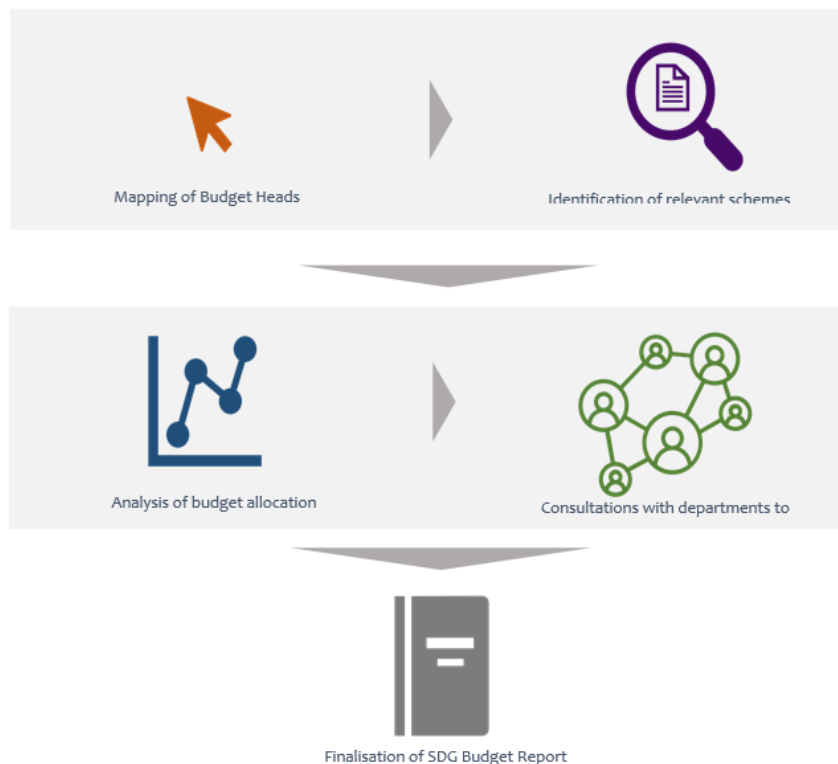 Mapping of Budget Heads
Identification of relevant schemes
Analysis of budget allocation
Consultations with departments to
Finalisation of SDG Budget Report